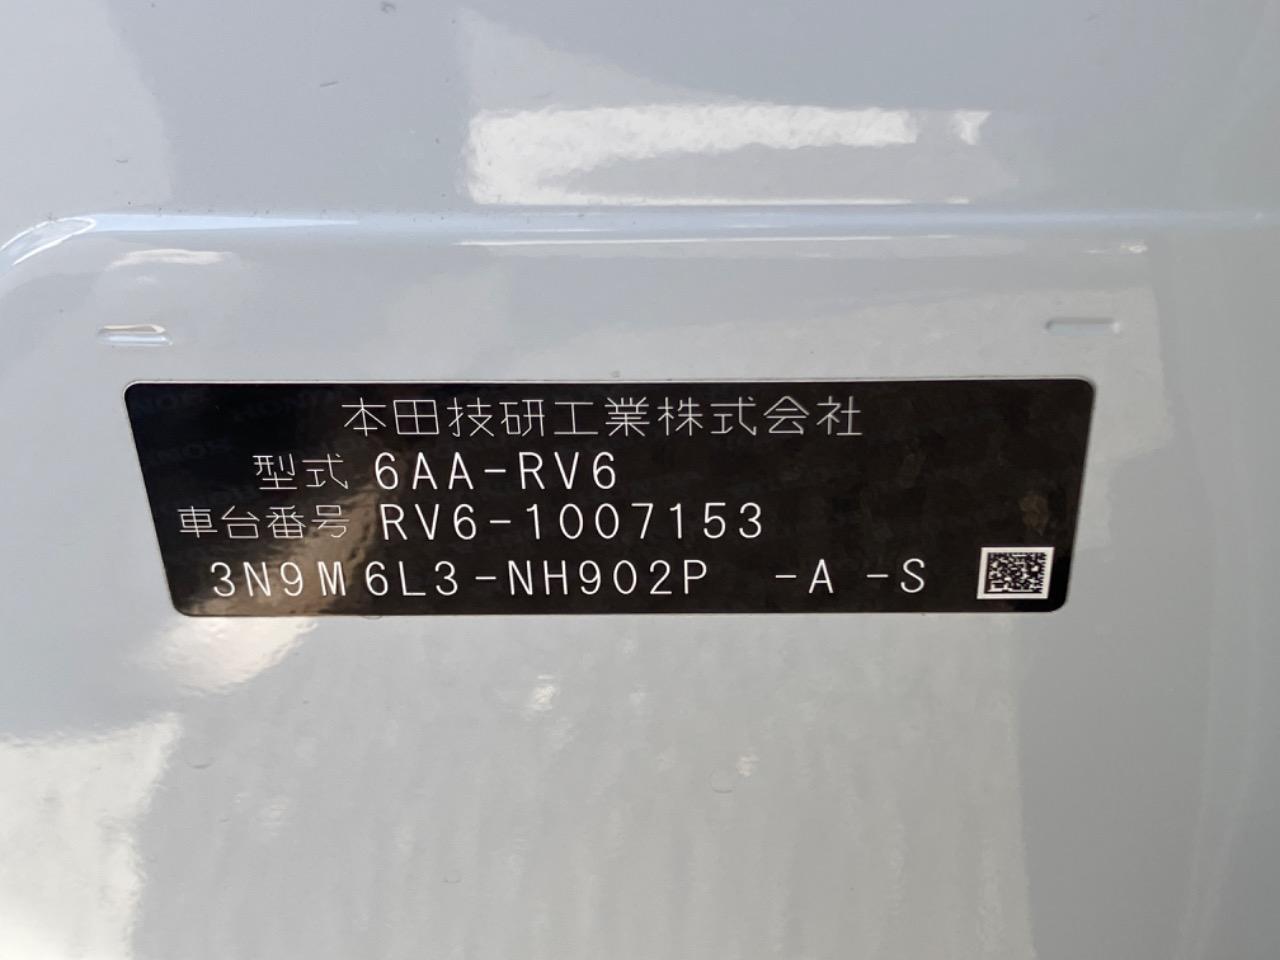 本田技研工業株式会社
型式 6AA-RV6
車台番号 RV6-1007153
3N9M6L3-NH902P -A -S